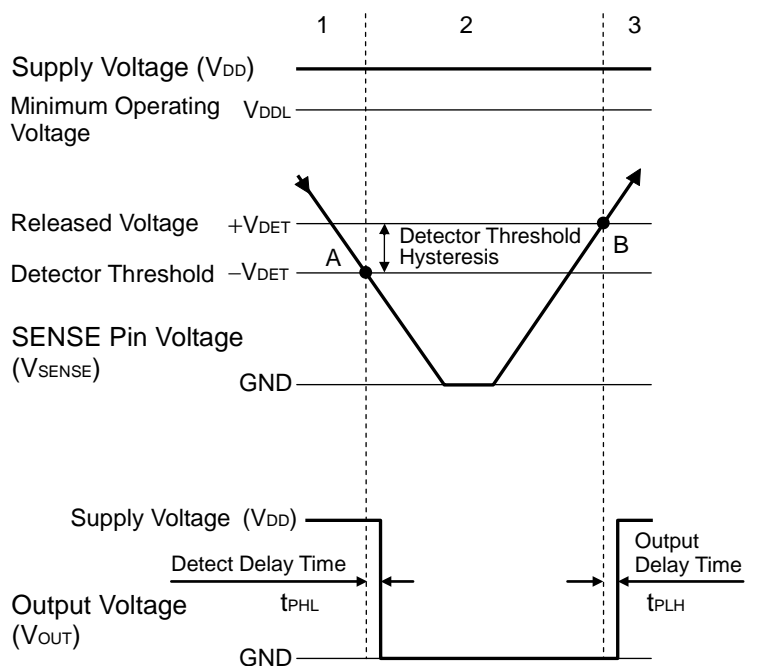 1 2 3
Supply Voltage (VDD)
Minimum Operating
Voltage
VDDL
Released Voltage +VDET
Detector Threshold
Hysteresis
A
B
Detector Threshold −VDET
SENSE Pin Voltage
(VSENSE)
GND
Supply Voltage (VDD)
Detect Delay Time
tPHL
Output
Delay Time
tPLH
Output Voltage
(VOUT)
GND